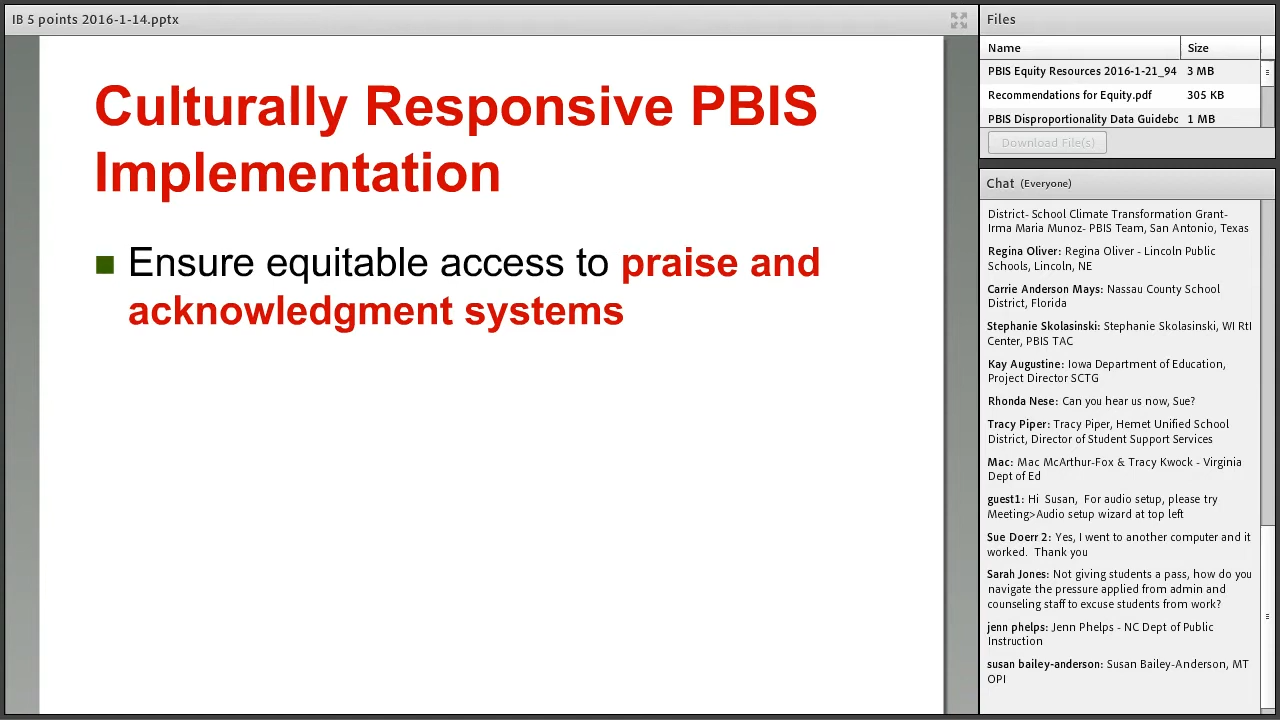 IB 5 points 2016-1-14.pptx
Culturally Responsive PBIS
Implementation
Ensure equitable access to praise and
acknowledgment systems
Files
Name Size
PBIS Equity Resources 2016-1-21_94 3 MB
Recommendations for Equity.pdf 305 KB
PBIS Disproportionality Data Guidebc 1 MB
Download File(s)
Chat (Everyone)
District- School Climate Transformation Grant-
Irma Maria Munoz- PBIS Team, San Antonio, Texas
Regina Oliver: Regina Oliver - Lincoln Public
Schools, Lincoln, NE
Carrie Anderson Mays: Nassau County School
District, Florida
Stephanie Skolasinski: Stephanie Skolasinski, WI RtI
Center, PBIS TAC
Kay Augustine: Iowa Department of Education,
Project Director SCTG
Rhonda Nese: Can you hear us now, Sue?
Tracy Piper: Tracy Piper, Hemet Unified School
District, Director of Student Support Services
Mac: Mac McArthur-Fox & Tracy Kwock - Virginia
Dept of Ed
guest1: Hi Susan, For audio setup, please try
Meeting>Audio setup wizard at top left
Sue Doerr 2: Yes, I went to another computer and it
worked. Thank you
Sarah Jones: Not giving students a pass, how do you
navigate the pressure applied from admin and
counseling staff to excuse students from work?
jenn phelps: Jenn Phelps - NC Dept of Public
Instruction
susan bailey-anderson: Susan Bailey-Anderson, MT
OPI